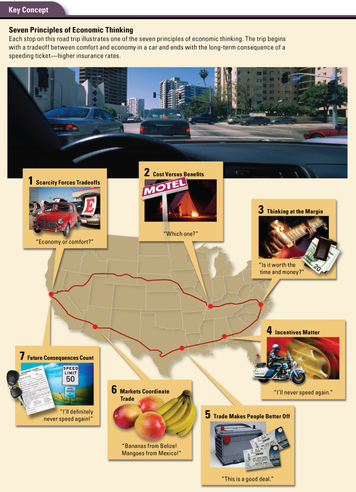 Key Concept
Seven Principles of Economic Thinking
Each stop on this road trip illustrates one of the seven principles of economic thinking. The trip begins
with a tradeoff between comfort and economy in a car and ends with the long-term consequence of a
speeding ticket—higher insurance rates.
1 Scarcity Forces Tradeoffs
"Economy or comfort?"
2 Cost Versus Benefits
MOTEL
"Which one?"
3 Thinking at the Margin
20
"Is it worth the
time and money?"
4 Incentives Matter
"I'll never speed again."
5 Trade Makes People Better Off
"This is a good deal."
6 Markets Coordinate
Trade
"Bananas from Belize!
Mangoes from Mexico!"
7 Future Consequences Count
SPEED
LIMIT
50
"I'll definitely
never speed again!"